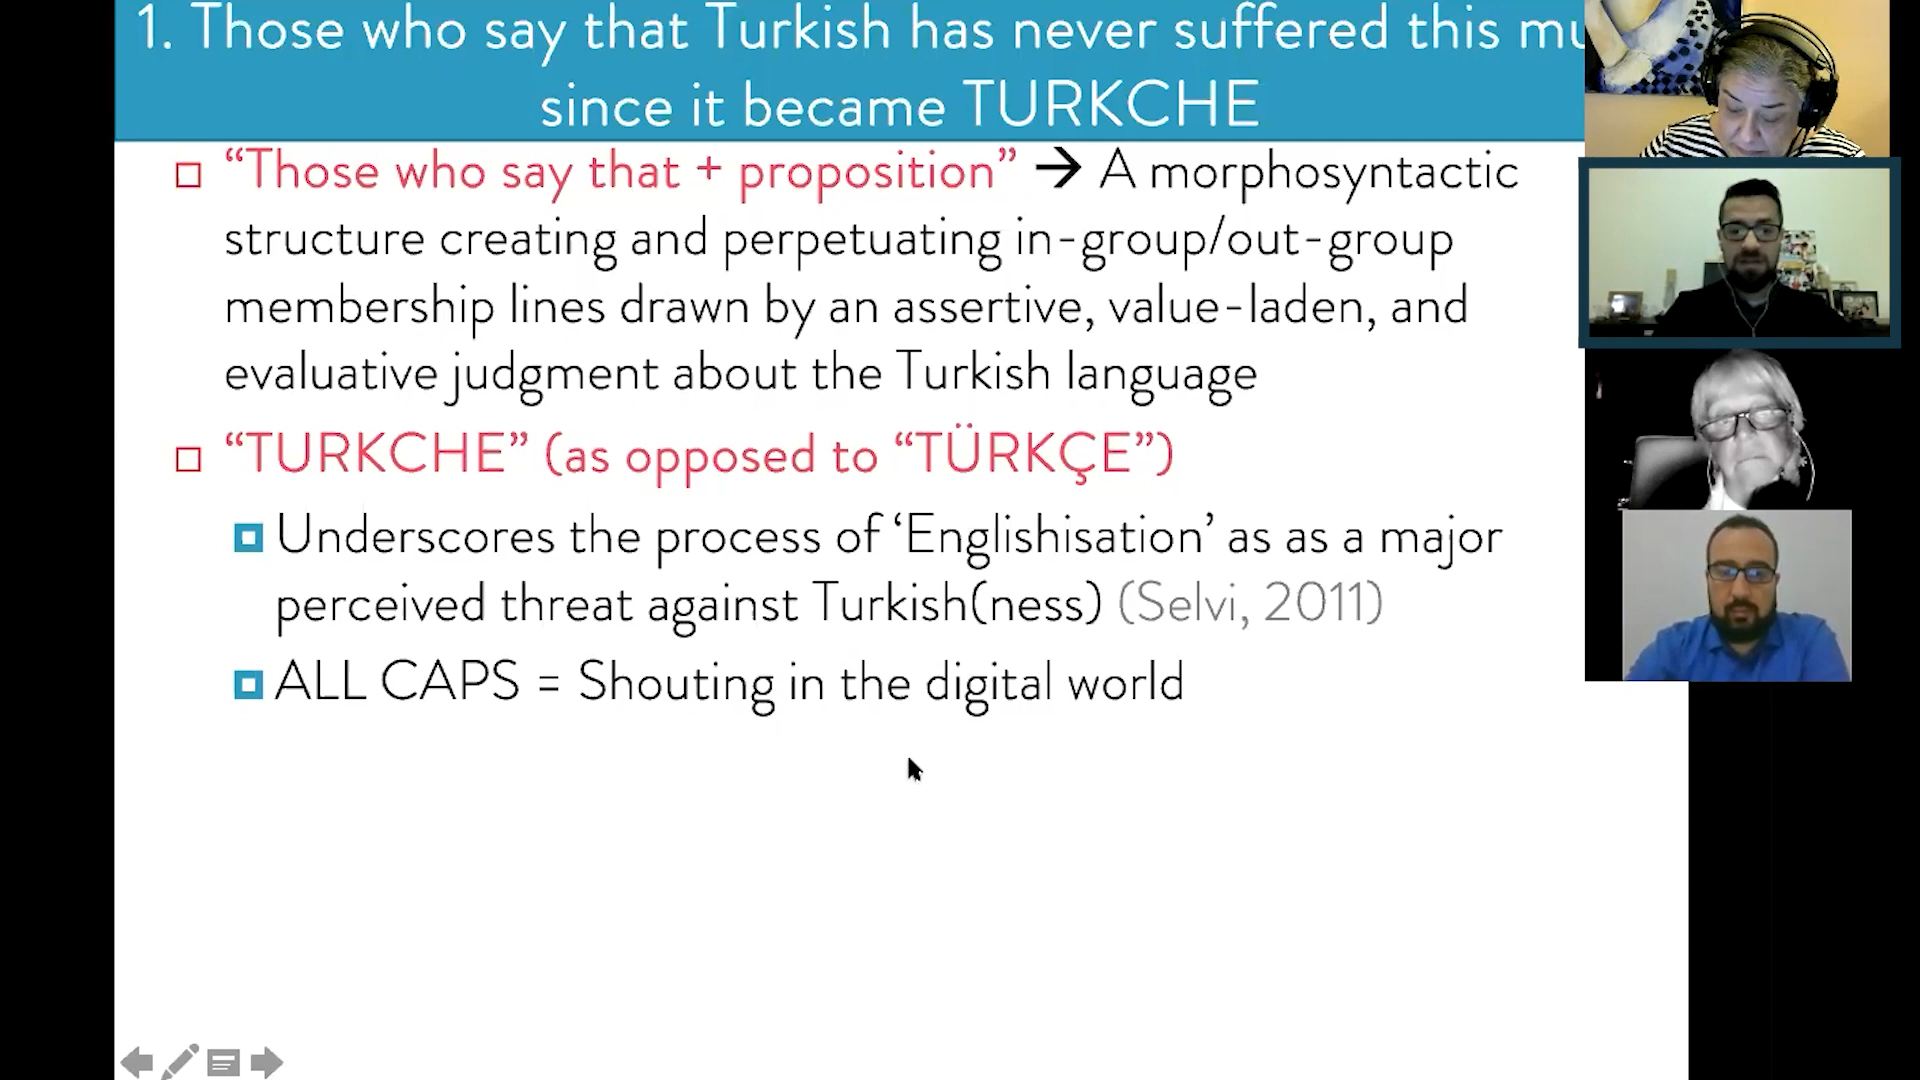 1. Those who say that Turkish has never suffered this mu
since it became TURKCHE
“Those who say that + proposition” → A morphosyntactic
structure creating and perpetuating in-group/out-group
membership lines drawn by an assertive, value-laden, and
evaluative judgment about the Turkish language
“TURKCHE” (as opposed to “TÜRKÇE”)
Underscores the process of ‘Englishisation’ as as a major
perceived threat against Turkish(ness) (Selvi, 2011)
ALL CAPS = Shouting in the digital world